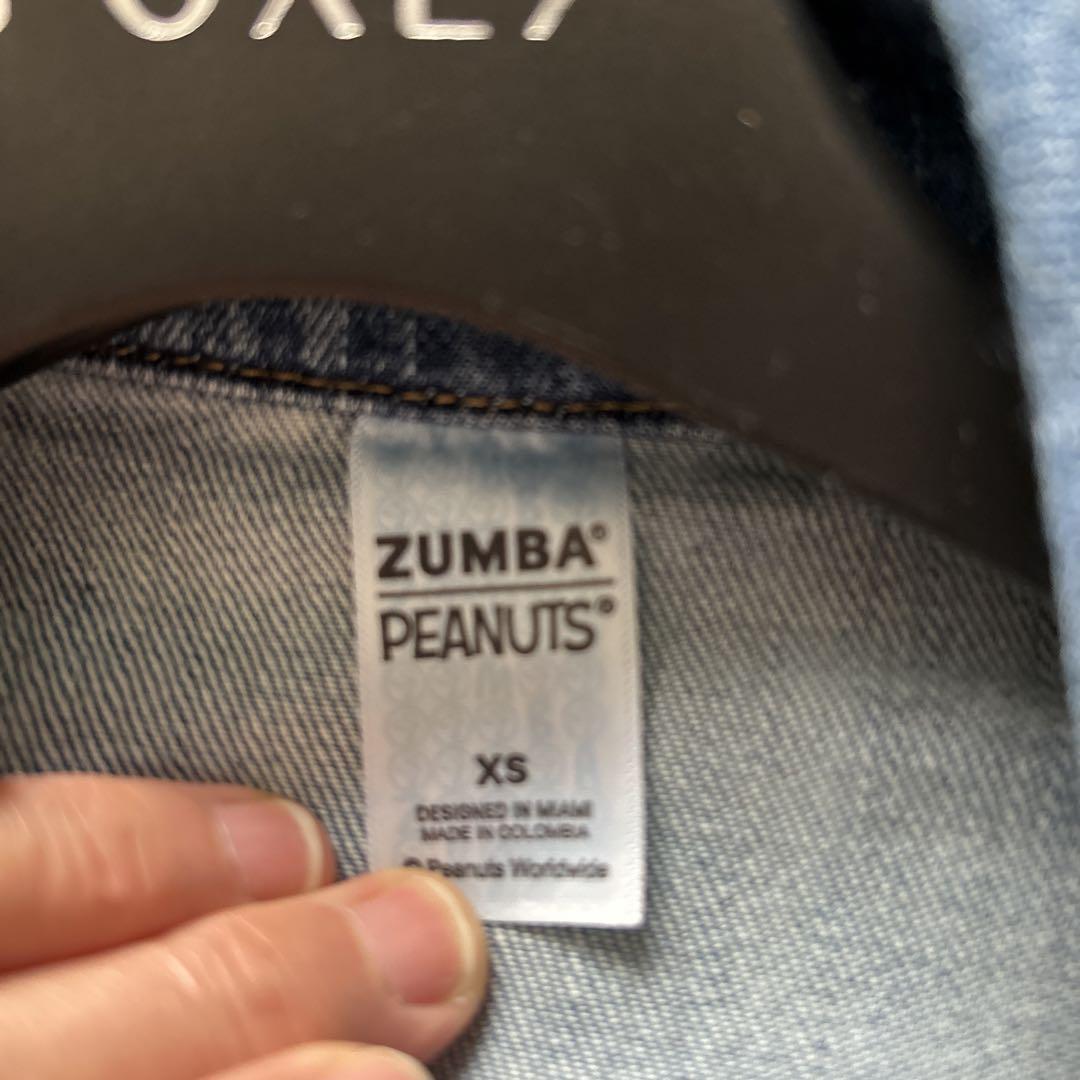 ZUMBA®
PEANUTS®
XS
DESIGNED IN MIAMI
MADE IN COLOMBIA
© Peanuts Worldwide